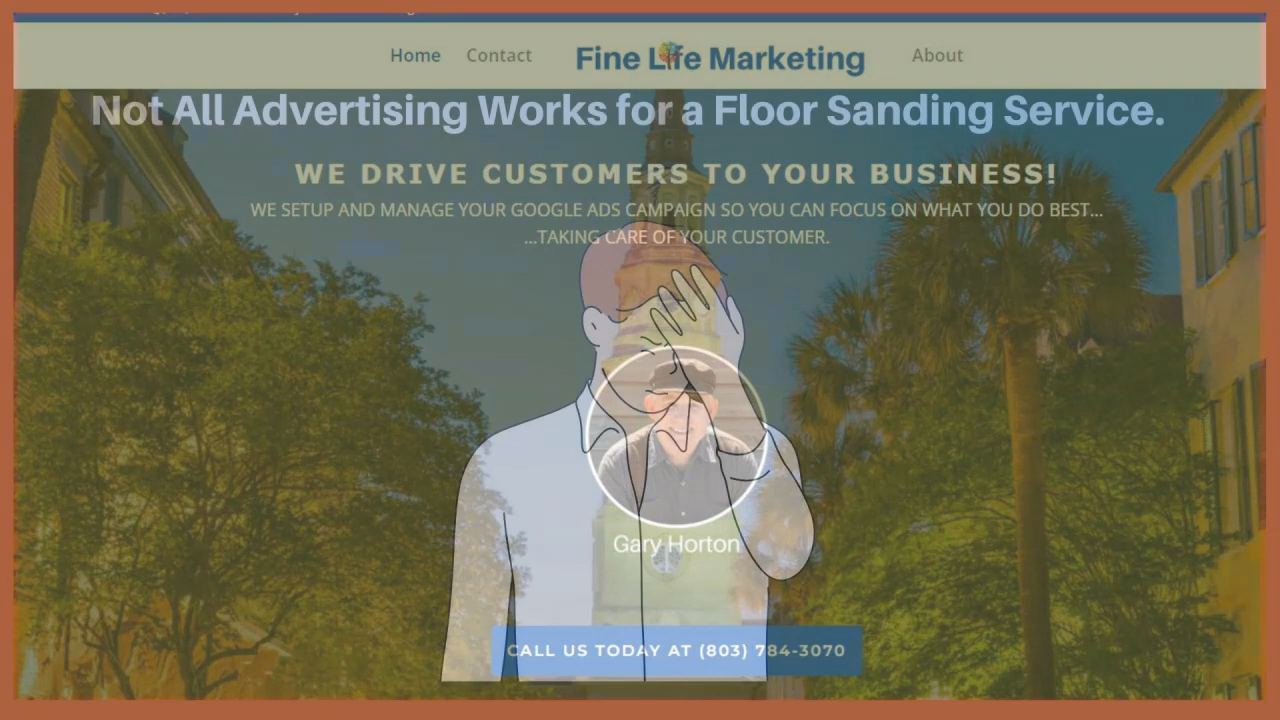 Home Contact Fine Life Marketing About
Not All Advertising Works for a Floor Sanding Service.
WE DRIVE CUSTOMERS TO YOUR BUSINESS!
WE SETUP AND MANAGE YOUR GOOGLE ADS CAMPAIGN SO YOU CAN FOCUS ON WHAT YOU DO BEST...
...TAKING CARE OF YOUR CUSTOMER.
Gary Horton
CALL US TODAY AT (803) 784-3070